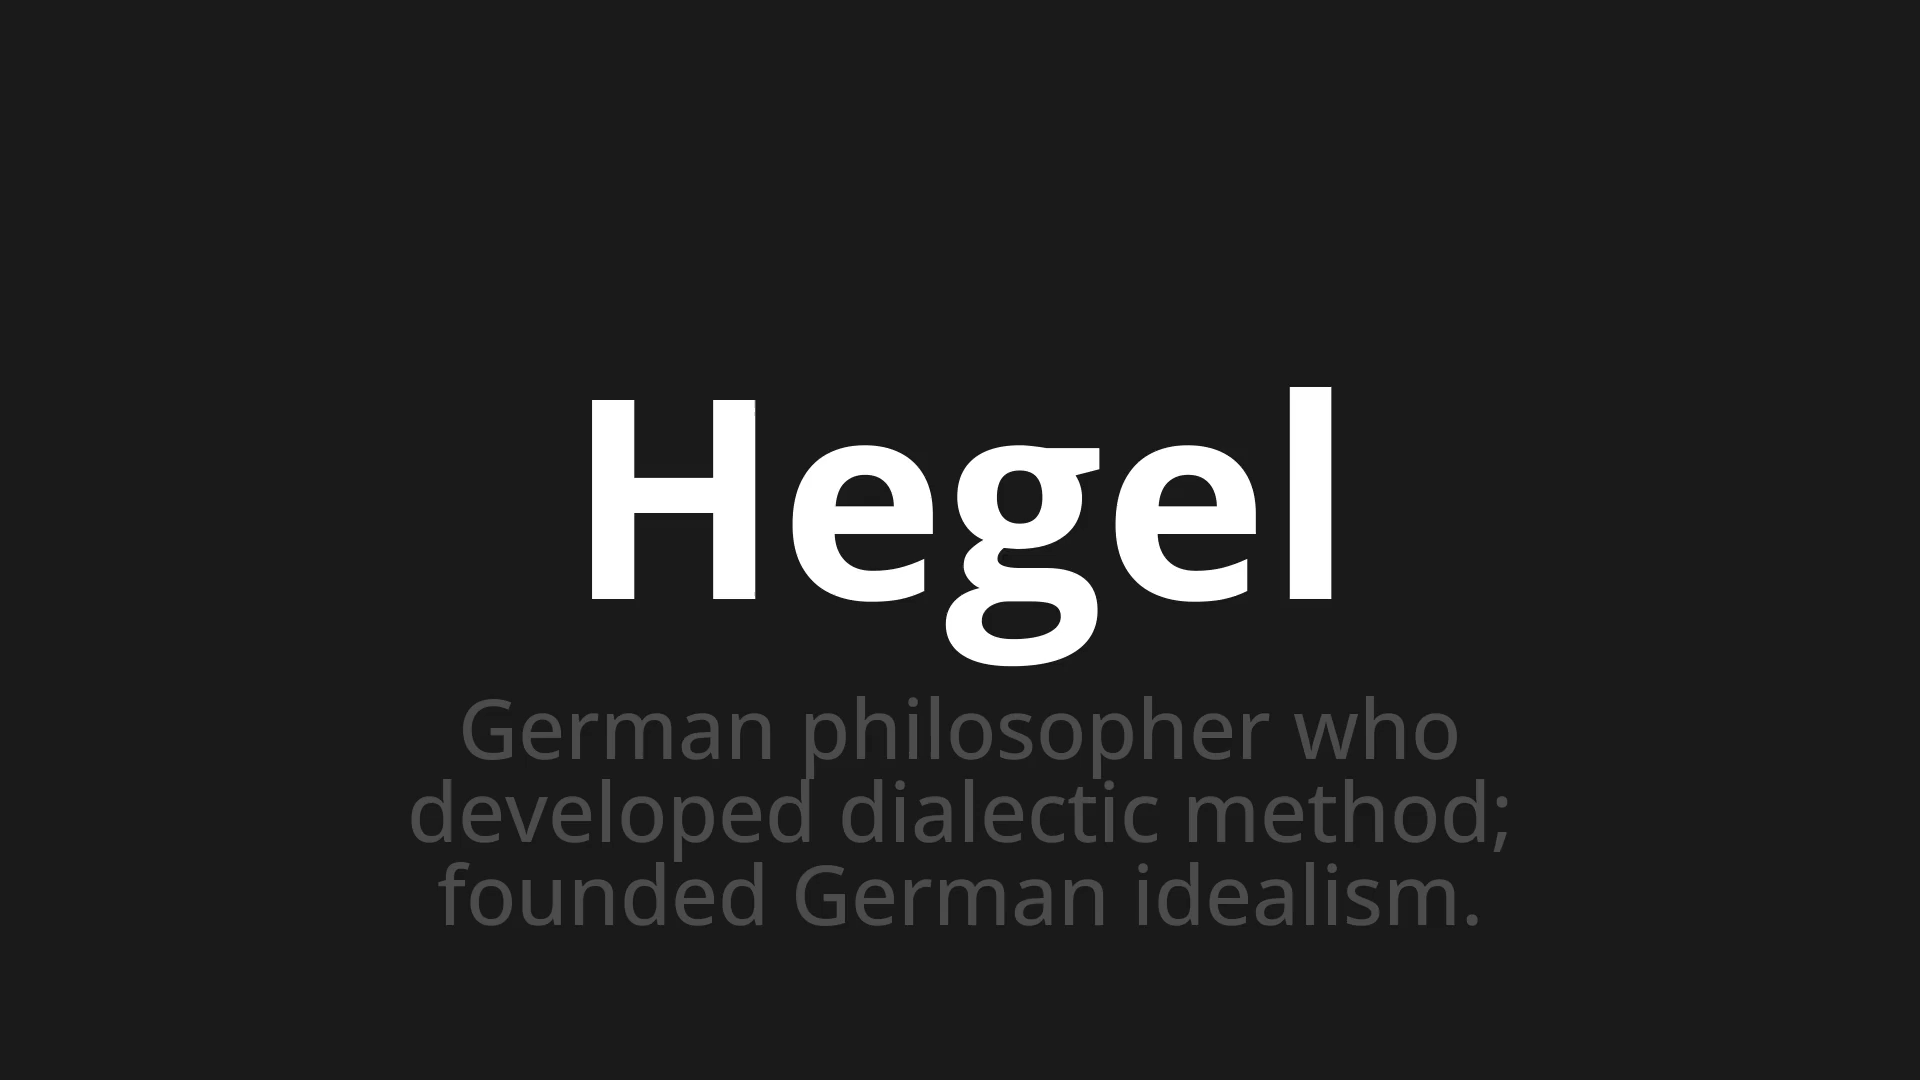 Hegel
German philosopher who
developed dialectic method;
founded German idealism.